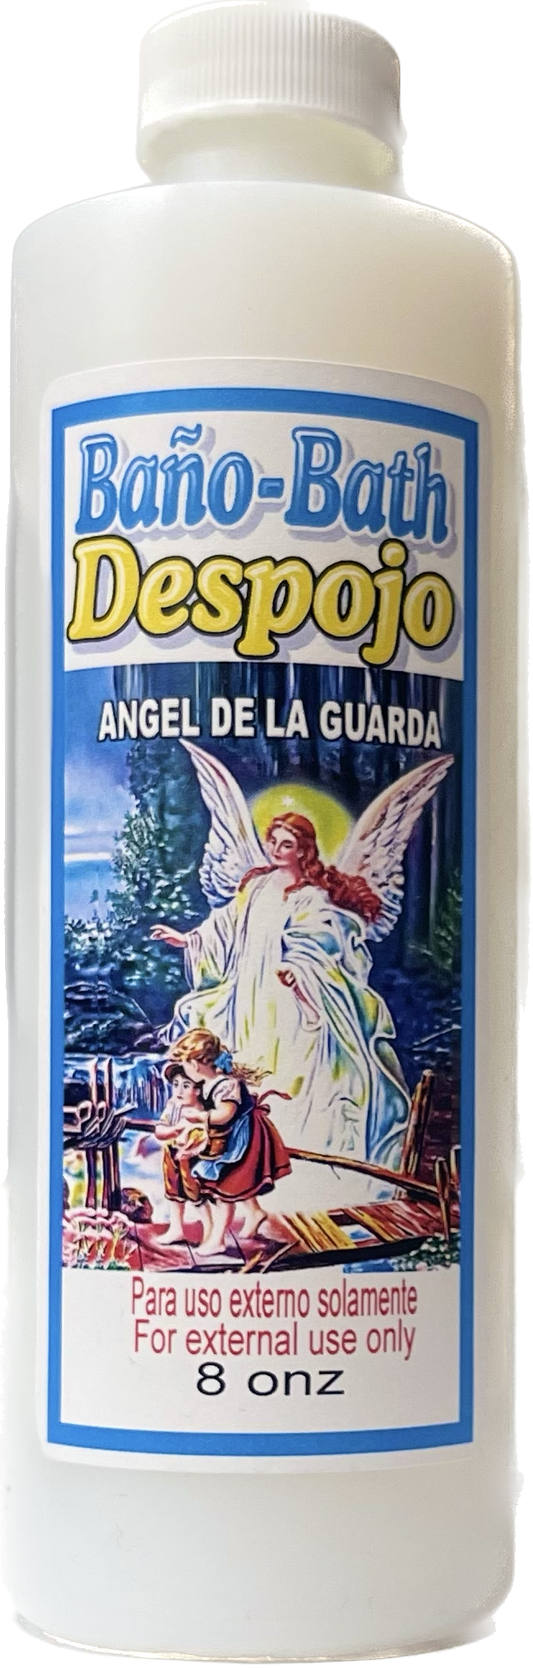 Baño-Bath
Despojo
ANGEL DE LA GUARDA
Para uso externo solamente
For external use only
8 onz